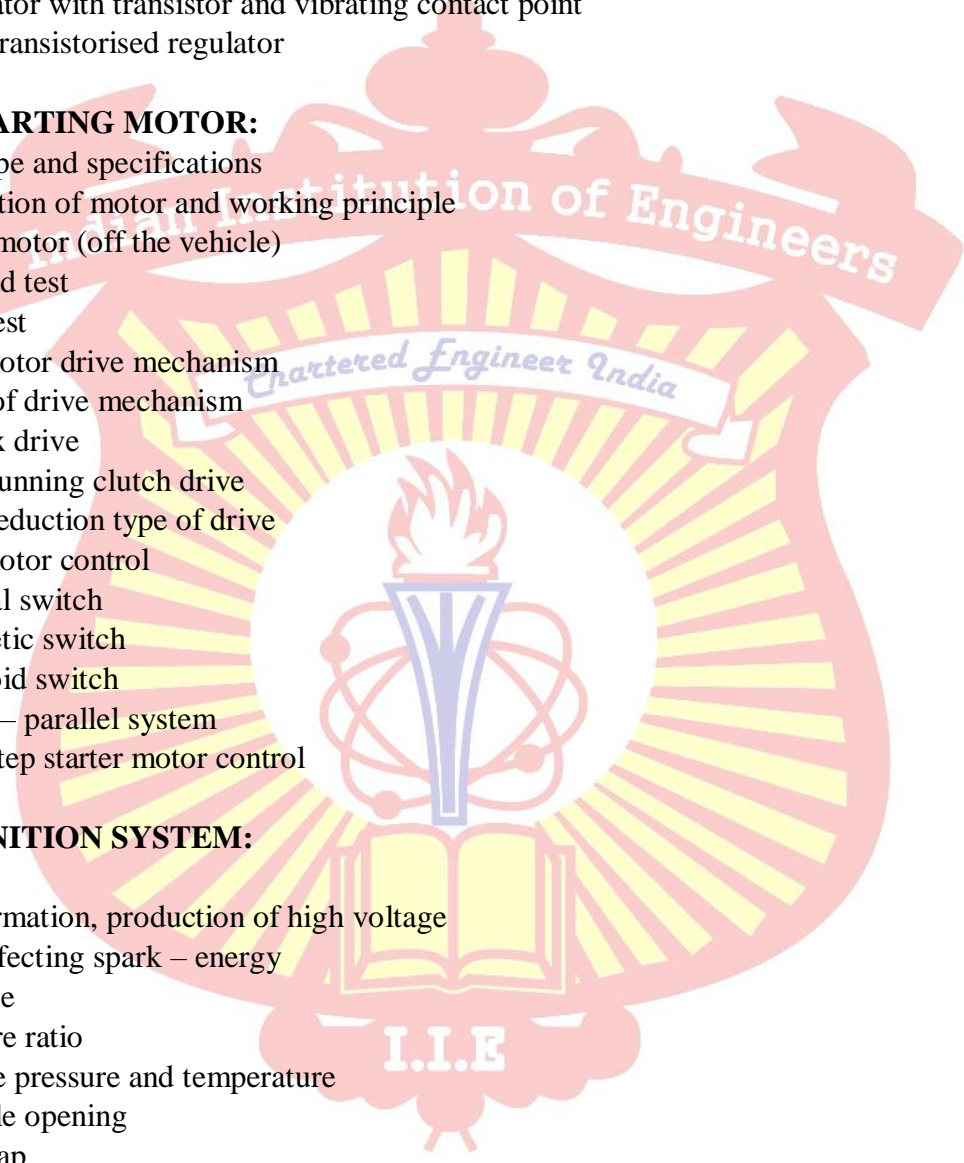 ator with transistor and vibrating contact point
ransistorised regulator
ARTING MOTOR:
pe and specifications
tion of motor and working principle
motor (off the vehicle)
d test
est
otor drive mechanism
of drive mechanism
x drive
unning clutch drive
eduction type of drive
otor control
al switch
etic switch
oid switch
– parallel system
tep starter motor control
NITION SYSTEM:
rmation, production of high voltage
fecting spark – energy
e
re ratio
e pressure and temperature
le opening
ap
Indian Institution of Engineers
Chartered Engineer India
I.I.E